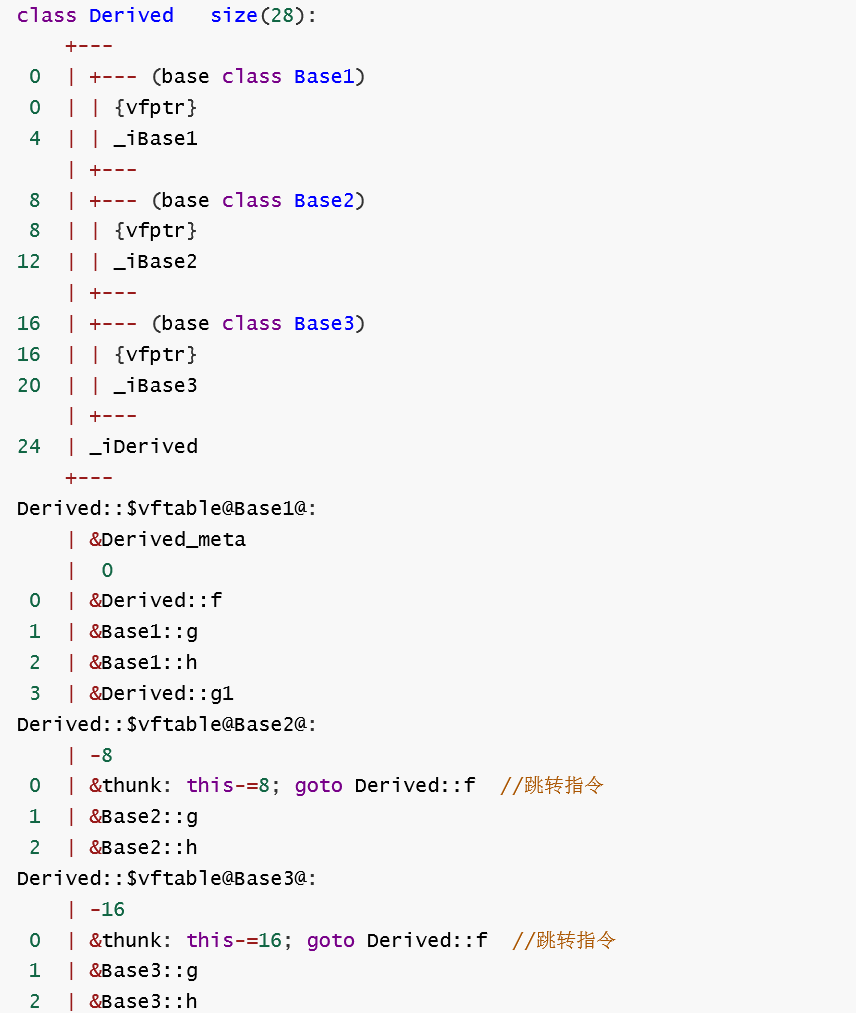 class Derived   size(28):
    +---
 0  | +--- (base class Base1)
 0  | | {vfptr}
 4  | | _iBase1
    | +---
 8  | +--- (base class Base2)
 8  | | {vfptr}
12  | | _iBase2
    | +---
16  | +--- (base class Base3)
16  | | {vfptr}
20  | | _iBase3
    | +---
24  | _iDerived
    +---
Derived::$vftable@Base1@:
    | &Derived_meta
    |  0
 0  | &Derived::f
 1  | &Base1::g
 2  | &Base1::h
 3  | &Derived::g1
Derived::$vftable@Base2@:
    | -8
 0  | &thunk: this-=8; goto Derived::f  //跳转指令
 1  | &Base2::g
 2  | &Base2::h
Derived::$vftable@Base3@:
    | -16
 0  | &thunk: this-=16; goto Derived::f  //跳转指令
 1  | &Base3::g
 2  | &Base3::h